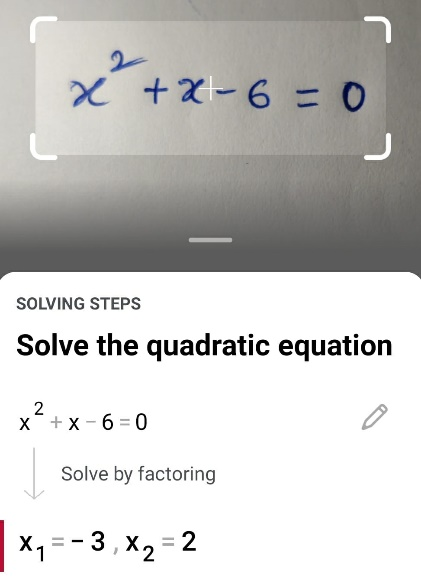 x² + x - 6 = 0
SOLVING STEPS
Solve the quadratic equation
x² + x - 6 = 0
Solve by factoring
x₁ = - 3 , x₂ = 2